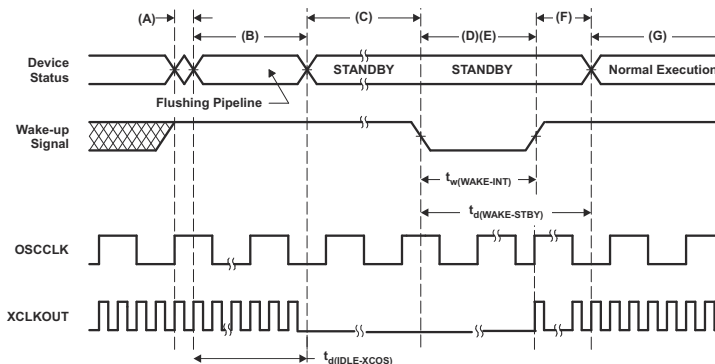 (A)
(B)
(C)
(D)(E)
(F)
(G)
Device
Status
STANDBY
STANDBY
Normal Execution
Flushing Pipeline
Wake-up
Signal
tw(WAKE-INT)
td(WAKE-STBY)
OSCCLK
XCLKOUT
td(IDLE-XCOS)